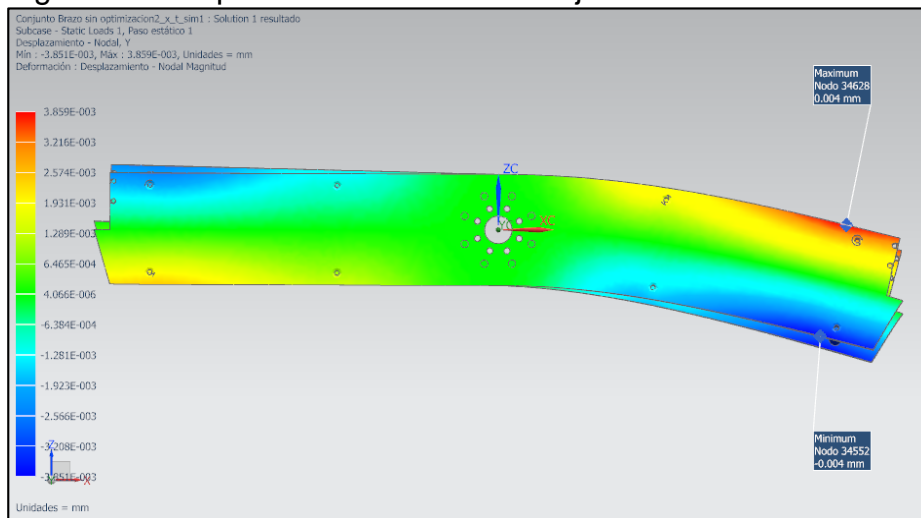 Conjunto Brazo sin optimizacion2_x_t_sim1 : Solution 1 resultado
Subcase - Static Loads 1, Paso estático 1
Desplazamiento - Nodal, Y
Mín : -3.851E-003, Máx : 3.859E-003, Unidades = mm
Deformación : Desplazamiento - Nodal Magnitud
Maximum
Nodo 34628
0.004 mm
3.859E-003
3.216E-003
2.574E-003
1.931E-003
1.289E-003
6.465E-004
4.066E-006
-6.384E-004
-1.281E-003
-1.923E-003
-2.566E-003
-3.208E-003
-3.851E-003
ZC
XC
YC
Minimum
Nodo 34552
-0.004 mm
Z
X
Unidades = mm